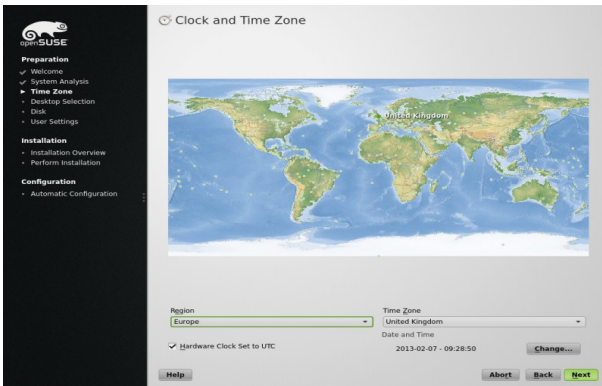 openSUSE
Preparation
Welcome
System Analysis
Time Zone
Desktop Selection
Disk
User Settings
Installation
Installation Overview
Perform Installation
Configuration
Automatic Configuration
Clock and Time Zone
United Kingdom
Region
Europe
Time Zone
United Kingdom
Hardware Clock Set to UTC
Date and Time
2013-02-07 - 09:28:50
Change...
Help
Abort
Back
Next